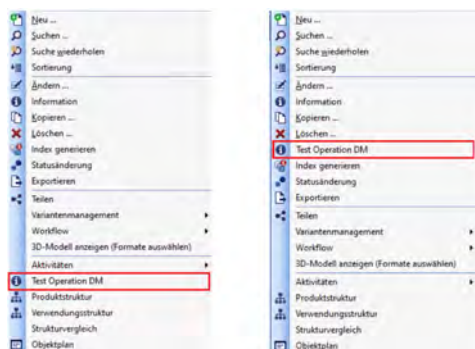 Neu ...
Suchen ...
Suche wiederholen
Sortierung
Ändern ...
Information
Kopieren ...
Löschen ...
Index generieren
Statusänderung
Exportieren
Teilen
Variantenmanagement
Workflow
3D-Modell anzeigen (Formate auswählen)
Aktivitäten
Test Operation DM
Produktstruktur
Verwendungsstruktur
Strukturvergleich
Objektplan
Neu ...
Suchen ...
Suche wiederholen
Sortierung
Ändern ...
Information
Kopieren ...
Löschen ...
Test Operation DM
Index generieren
Statusänderung
Exportieren
Teilen
Variantenmanagement
Workflow
3D-Modell anzeigen (Formate auswählen)
Aktivitäten
Produktstruktur
Verwendungsstruktur
Strukturvergleich
Objektplan